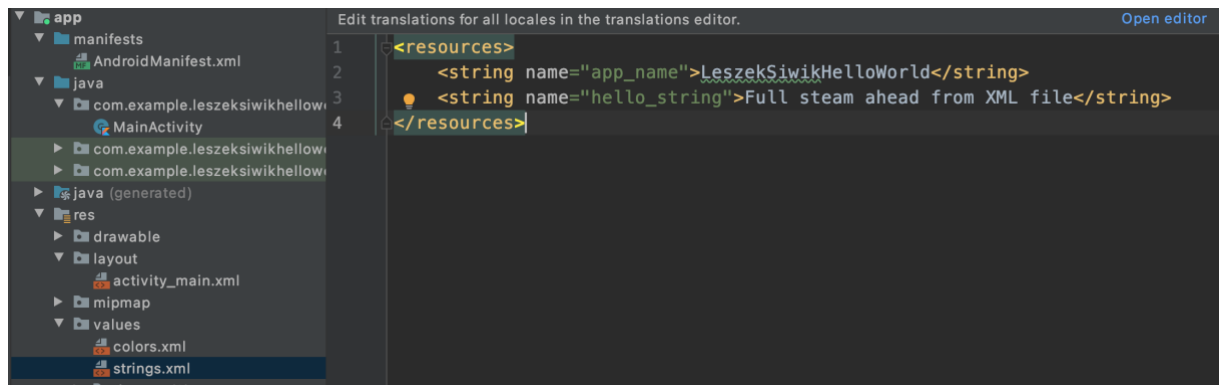 app
manifests
AndroidManifest.xml
java
com.example.leszeksiwikhellow
MainActivity
com.example.leszeksiwikhellow
com.example.leszeksiwikhellow
java (generated)
res
drawable
layout
activity_main.xml
mipmap
values
colors.xml
strings.xml
Edit translations for all locales in the translations editor. Open editor
1 <resources>
2 <string name="app_name">LeszekSiwikHelloWorld</string>
3 <string name="hello_string">Full steam ahead from XML file</string>
4 </resources>